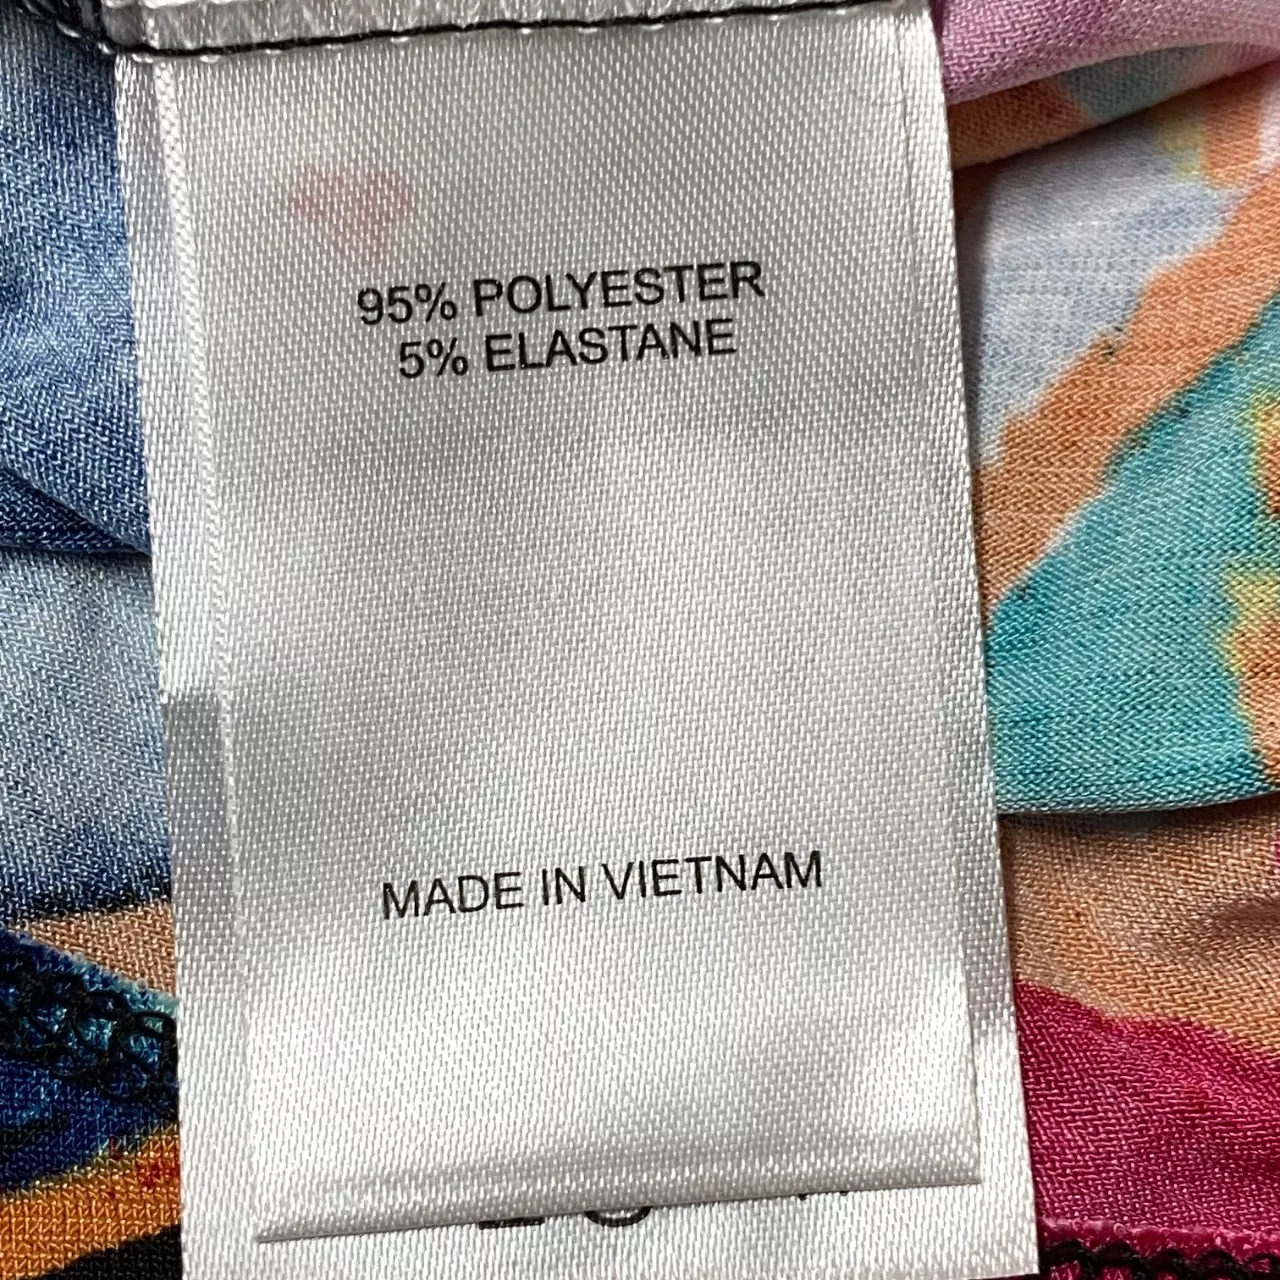 95% POLYESTER
5% ELASTANE
MADE IN VIETNAM